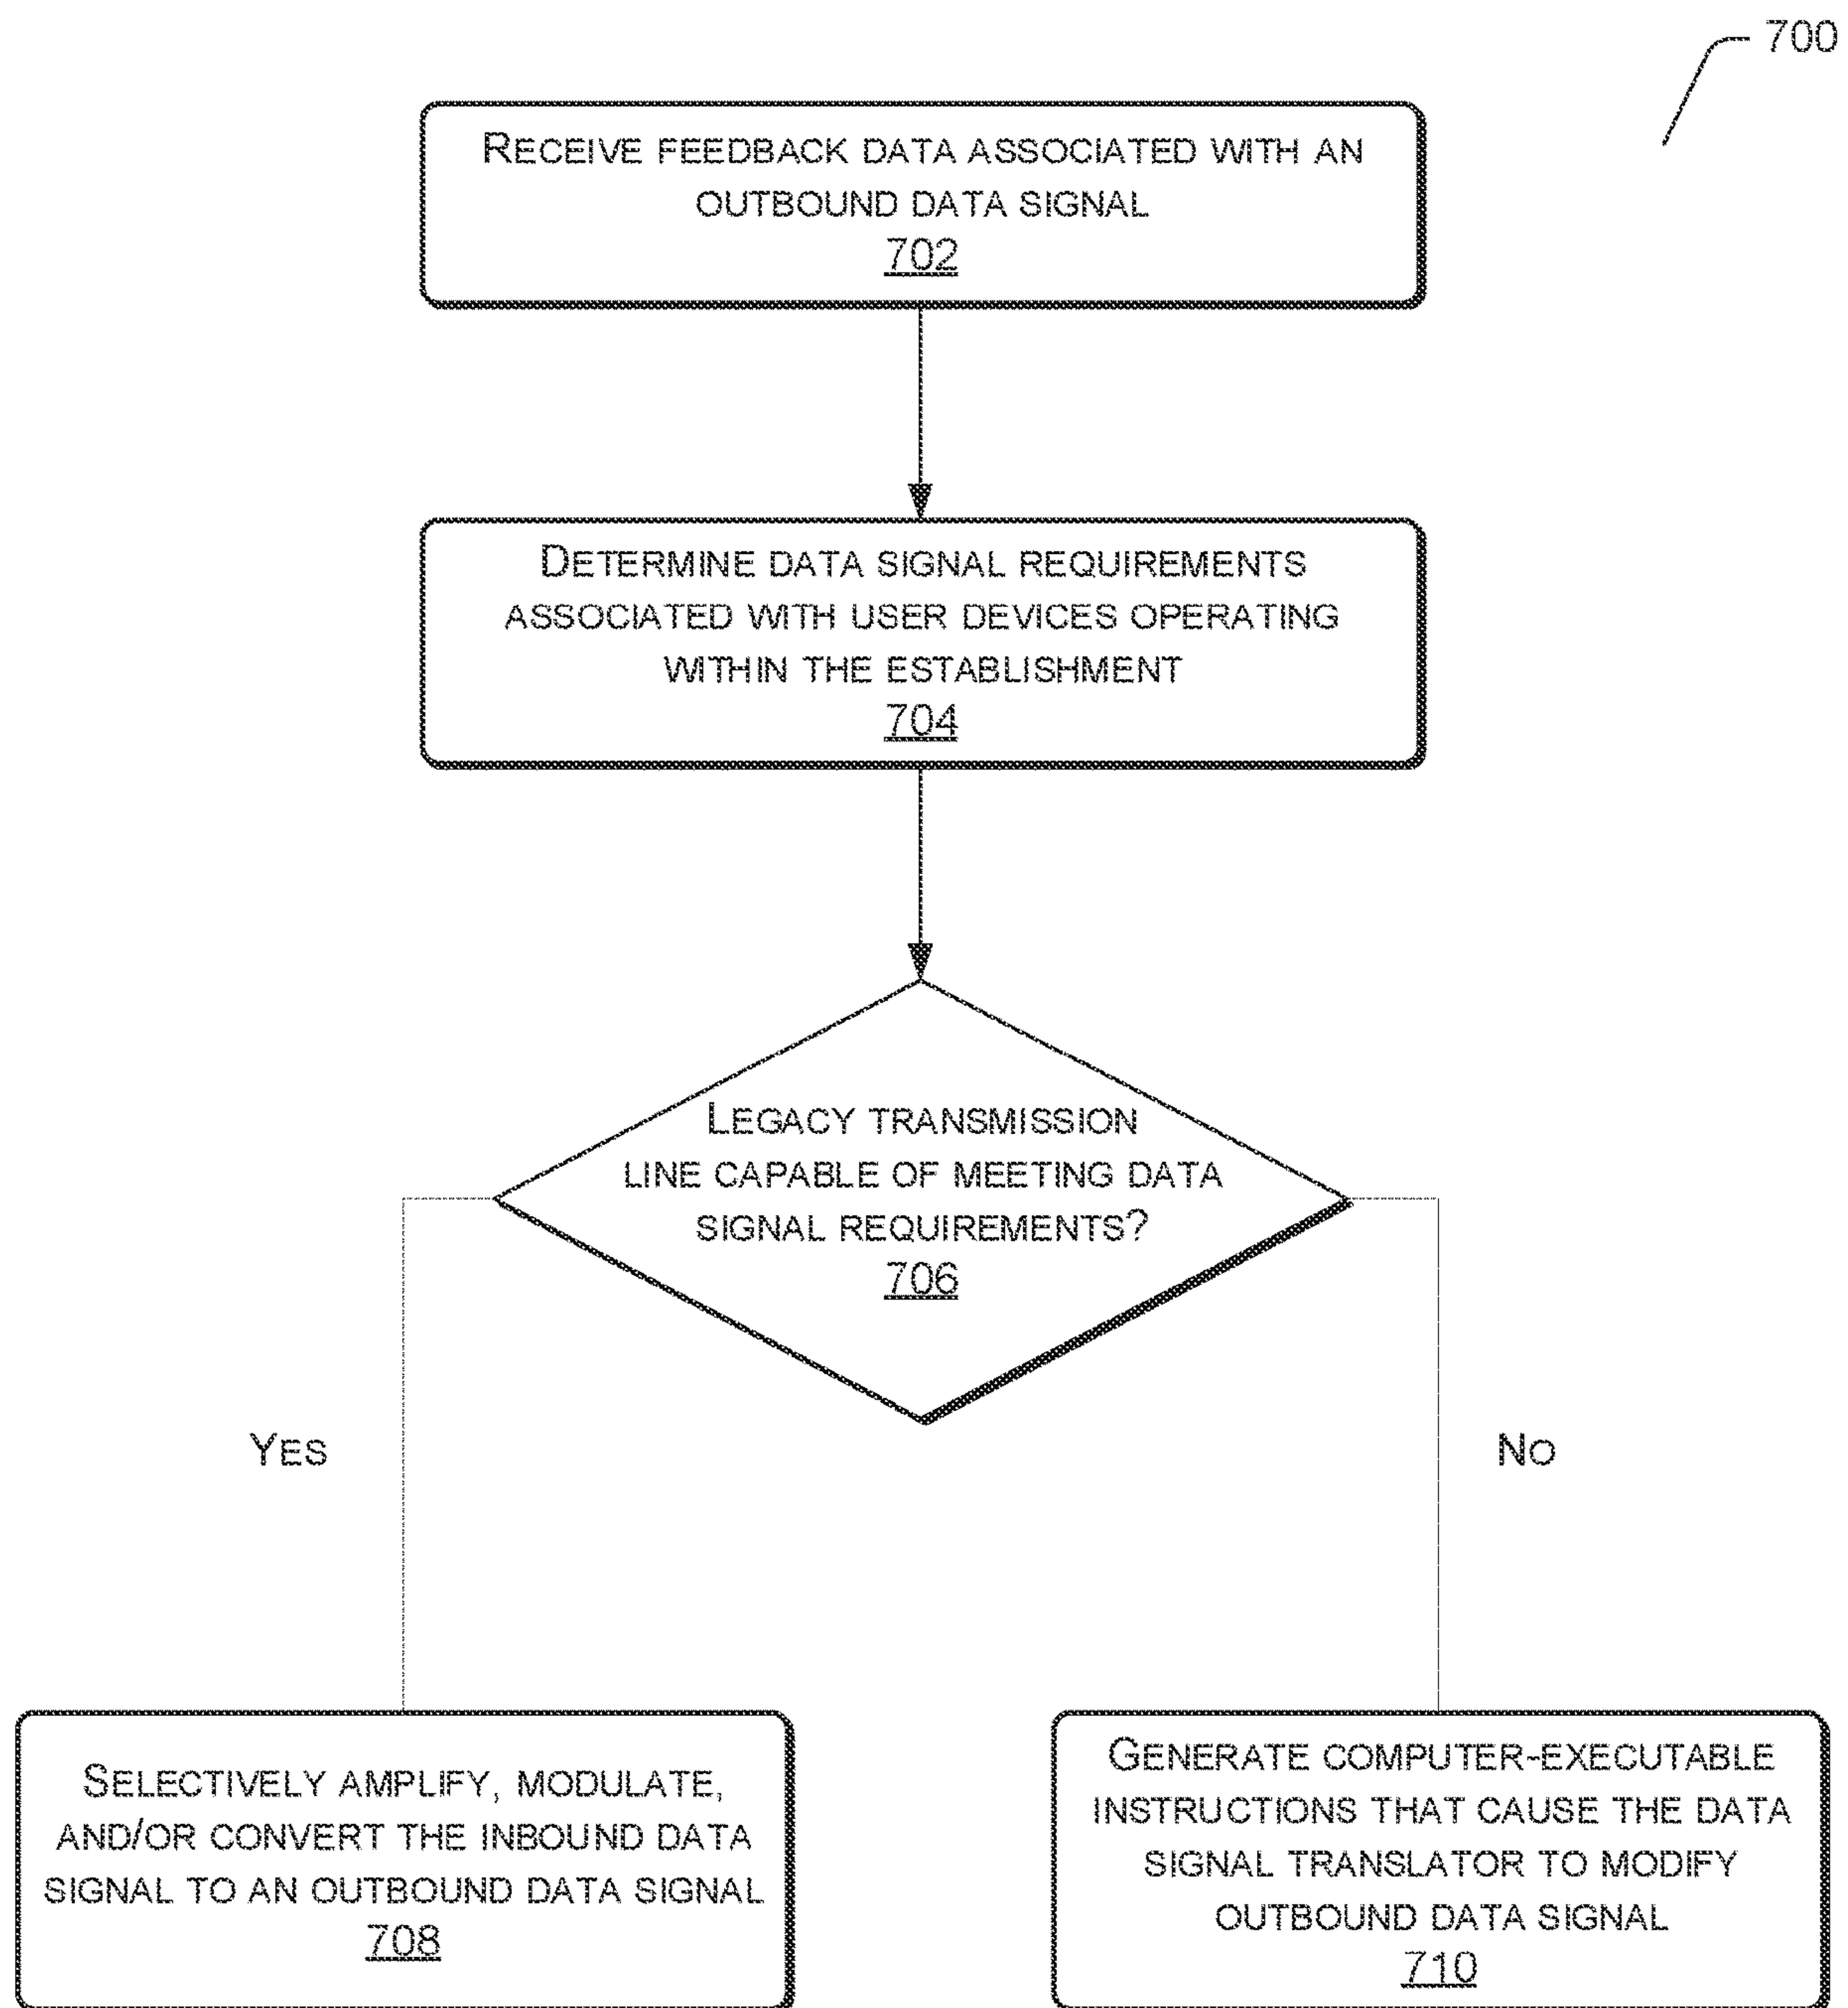 700
RECEIVE FEEDBACK DATA ASSOCIATED WITH AN
OUTBOUND DATA SIGNAL
702
DETERMINE DATA SIGNAL REQUIREMENTS
ASSOCIATED WITH USER DEVICES OPERATING
WITHIN THE ESTABLISHMENT
704
LEGACY TRANSMISSION
LINE CAPABLE OF MEETING DATA
SIGNAL REQUIREMENTS?
706
YES
NO
SELECTIVELY AMPLIFY, MODULATE,
AND/OR CONVERT THE INBOUND DATA
SIGNAL TO AN OUTBOUND DATA SIGNAL
708
GENERATE COMPUTER-EXECUTABLE
INSTRUCTIONS THAT CAUSE THE DATA
SIGNAL TRANSLATOR TO MODIFY
OUTBOUND DATA SIGNAL
710